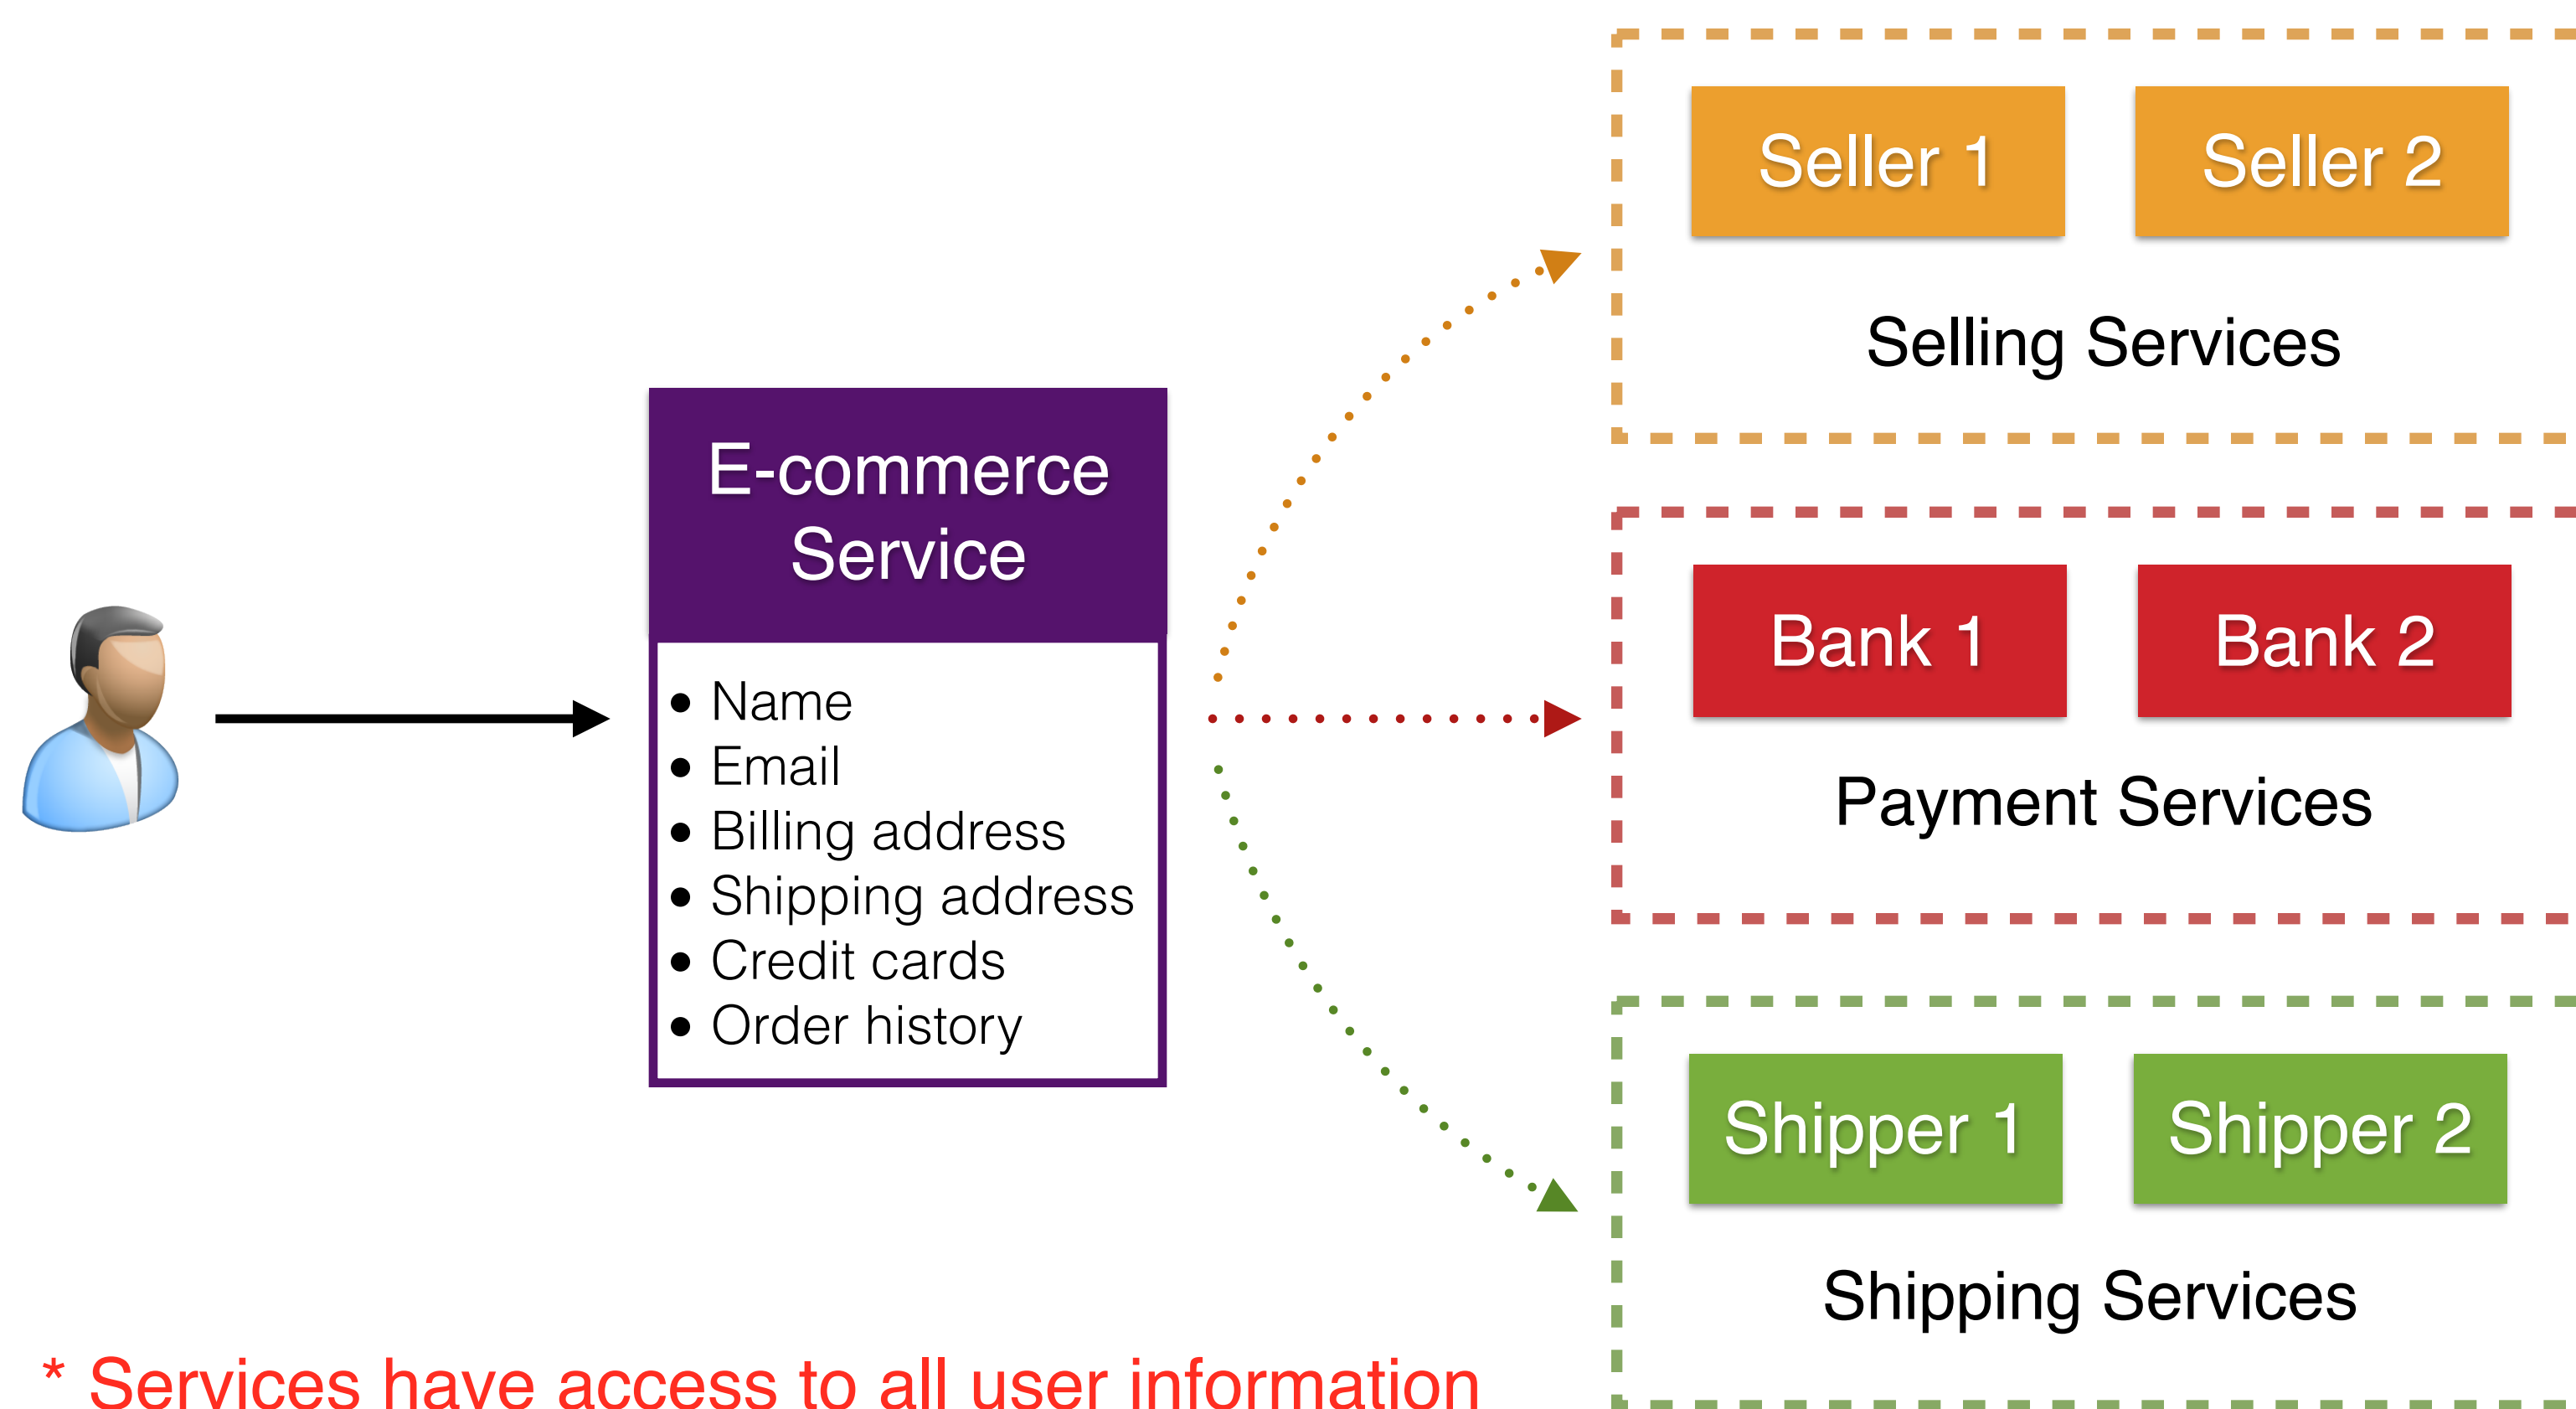 E-commerce
Service
• Name
• Email
• Billing address
• Shipping address
• Credit cards
• Order history
Seller 1
Seller 2
Selling Services
Bank 1
Bank 2
Payment Services
Shipper 1
Shipper 2
Shipping Services
* Services have access to all user information